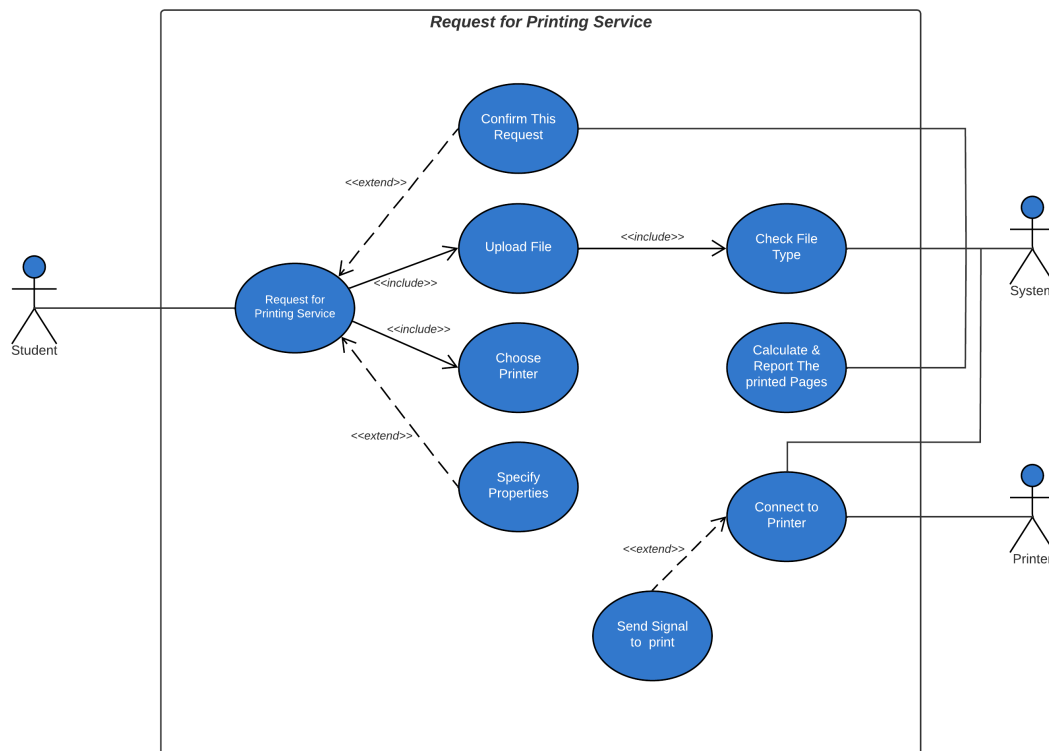 Request for Printing Service
Confirm This
Request
<<extend>>
Upload File
<<include>>
Check File
Type
System
Student
Request for
Printing Service
<<include>>
<<include>>
Choose
Printer
Calculate &
Report The
printed Pages
<<extend>>
Specify
Properties
Connect to
Printer
Printer
<<extend>>
Send Signal
to print